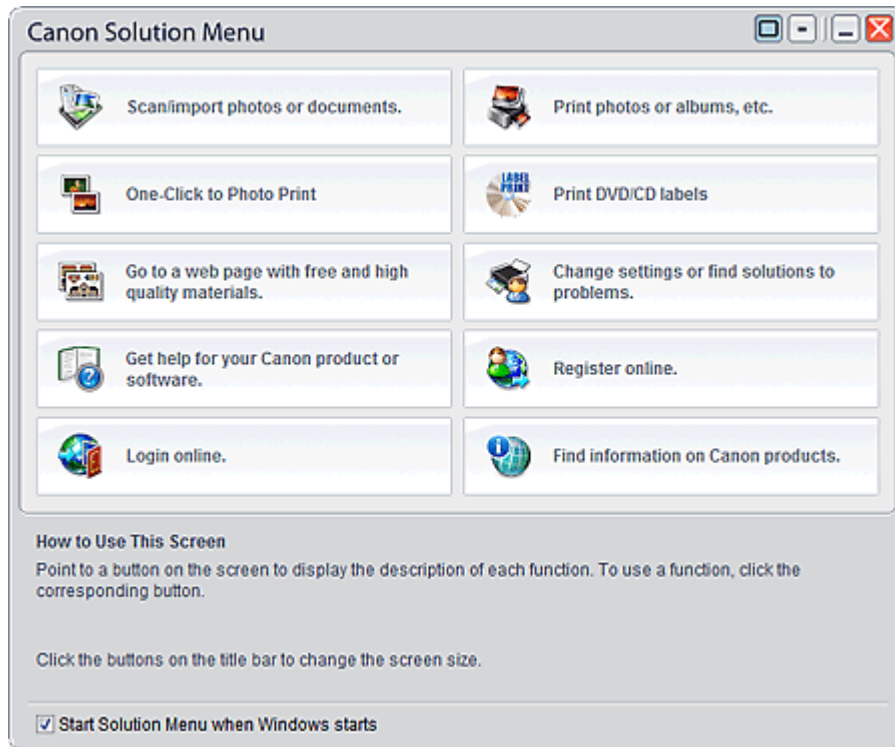 Canon Solution Menu
Scan/import photos or documents.
Print photos or albums, etc.
One-Click to Photo Print
LABEL
PRINT
Print DVD/CD labels
Go to a web page with free and high
quality materials.
Change settings or find solutions to
problems.
Get help for your Canon product or
software.
Register online.
Login online.
Find information on Canon products.
How to Use This Screen
Point to a button on the screen to display the description of each function. To use a function, click the
corresponding button.
Click the buttons on the title bar to change the screen size.
Start Solution Menu when Windows starts